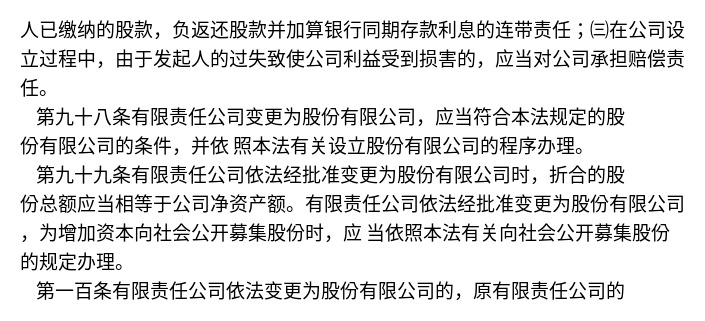 人已缴纳的股款，负返还股款并加算银行同期存款利息的连带责任；㈢在公司设
立过程中，由于发起人的过失致使公司利益受到损害的，应当对公司承担赔偿责
任。
第九十八条有限责任公司变更为股份有限公司，应当符合本法规定的股
份有限公司的条件，并依 照本法有关设立股份有限公司的程序办理。
第九十九条有限责任公司依法经批准变更为股份有限公司时，折合的股
份总额应当相等于公司净资产额。有限责任公司依法经批准变更为股份有限公司
，为增加资本向社会公开募集股份时，应 当依照本法有关向社会公开募集股份
的规定办理。
第一百条有限责任公司依法变更为股份有限公司的，原有限责任公司的